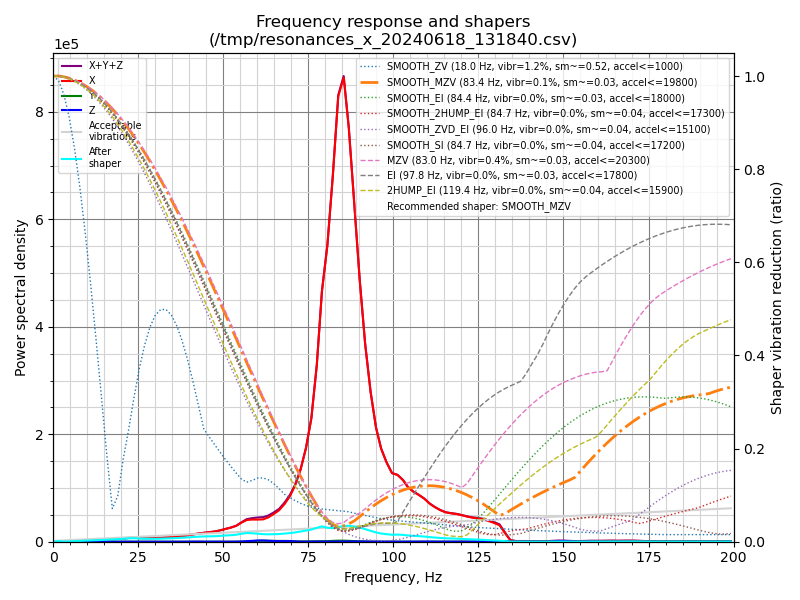 Frequency response and shapers
(/tmp/resonances_x_20240618_131840.csv)
1e5
X+Y+Z
X
Y
Z
Acceptable
vibrations
After
shaper
SMOOTH_ZV (18.0 Hz, vibr=1.2%, sm~=0.52, accel<=1000)
SMOOTH_MZV (83.4 Hz, vibr=0.1%, sm~=0.03, accel<=19800)
SMOOTH_EI (84.4 Hz, vibr=0.0%, sm~=0.03, accel<=18000)
SMOOTH_2HUMP_EI (84.7 Hz, vibr=0.0%, sm~=0.04, accel<=17300)
SMOOTH_ZVD_EI (96.0 Hz, vibr=0.0%, sm~=0.04, accel<=15100)
SMOOTH_SI (84.7 Hz, vibr=0.0%, sm~=0.04, accel<=17200)
MZV (83.0 Hz, vibr=0.4%, sm~=0.03, accel<=20300)
EI (97.8 Hz, vibr=0.0%, sm~=0.03, accel<=17800)
2HUMP_EI (119.4 Hz, vibr=0.0%, sm~=0.04, accel<=15900)
Recommended shaper: SMOOTH_MZV
8
6
4
2
0
1.0
0.8
0.6
0.4
0.2
0.0
Power spectral density
Shaper vibration reduction (ratio)
0 25 50 75 100 125 150 175 200
Frequency, Hz